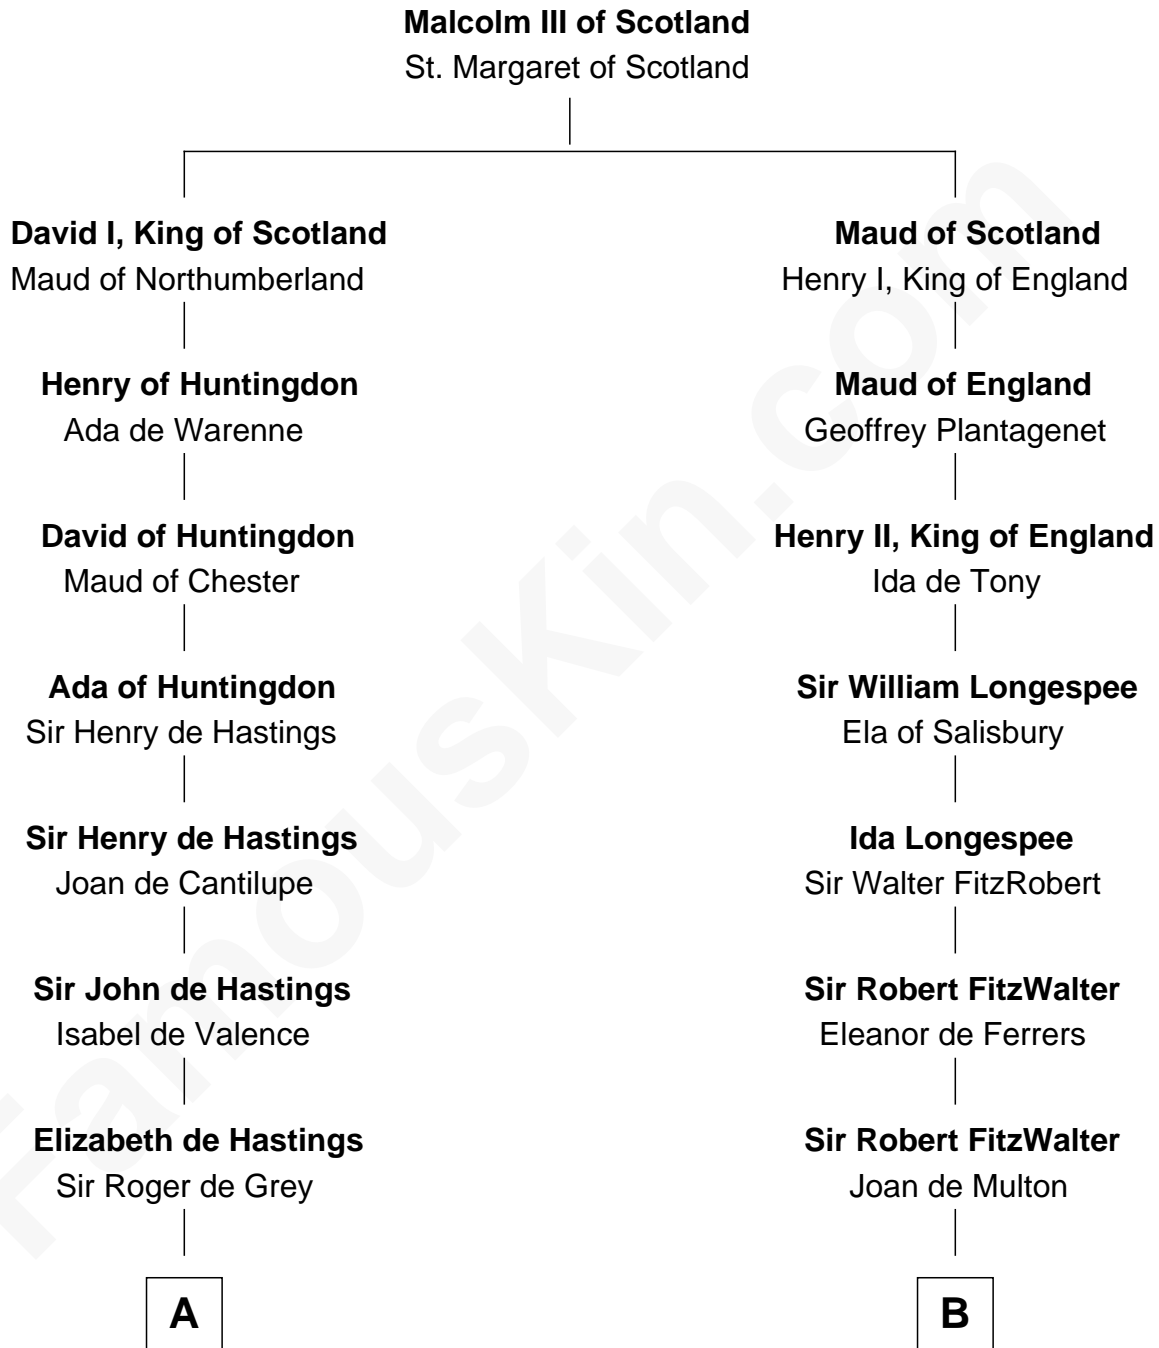 Malcolm III of Scotland
St. Margaret of Scotland
David I, King of Scotland
Maud of Northumberland
Maud of Scotland
Henry I, King of England
Henry of Huntingdon
Ada de Warenne
Maud of England
Geoffrey Plantagenet
David of Huntingdon
Maud of Chester
Henry II, King of England
Ida de Tony
Ada of Huntingdon
Sir Henry de Hastings
Sir William Longespee
Ela of Salisbury
Sir Henry de Hastings
Joan de Cantilupe
Ida Longespee
Sir Walter FitzRobert
Sir John de Hastings
Isabel de Valence
Sir Robert FitzWalter
Eleanor de Ferrers
Elizabeth de Hastings
Sir Roger de Grey
Sir Robert FitzWalter
Joan de Multon
A
B
FamousKin.com